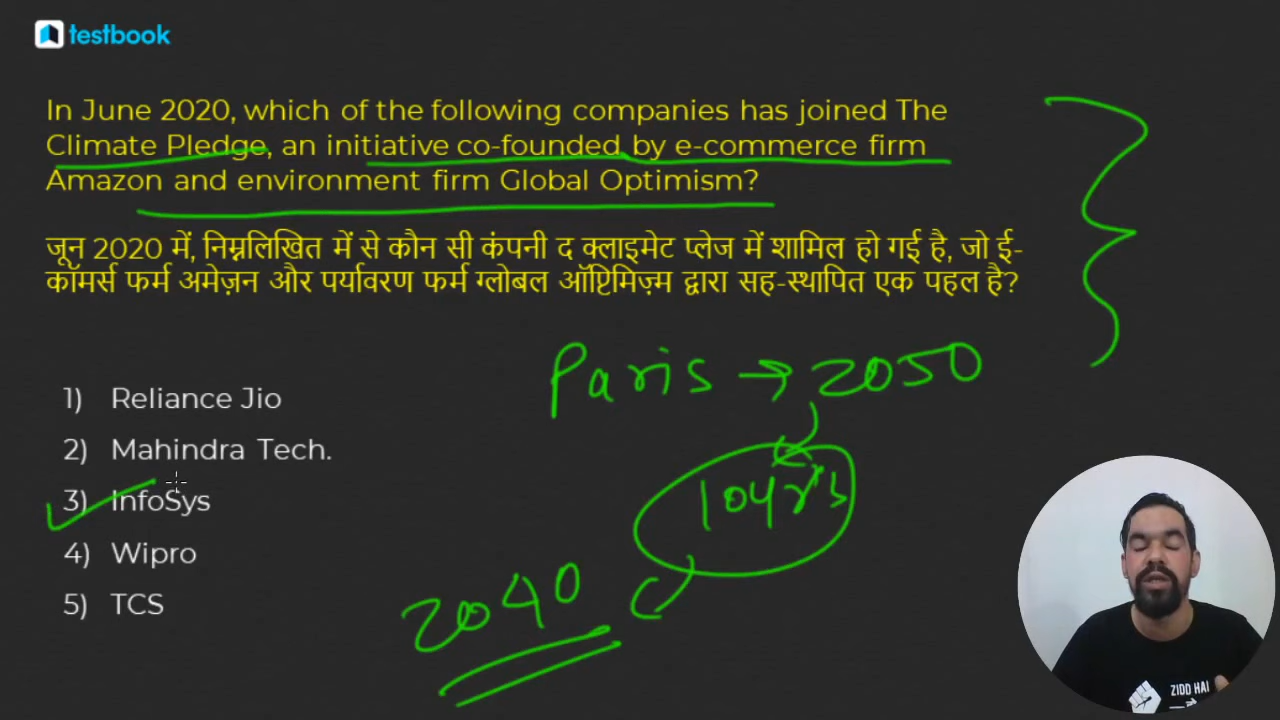 testbook
In June 2020, which of the following companies has joined The
Climate Pledge, an initiative co-founded by e-commerce firm
Amazon and environment firm Global Optimism?
जून 2020 में, निम्नलिखित में से कौन सी कंपनी द क्लाइमेट प्लेज में शामिल हो गई है, जो ई-
कॉमर्स फर्म अमेज़न और पर्यावरण फर्म ग्लोबल ऑप्टिमिज़्म द्वारा सह-स्थापित एक पहल है?
Paris → 2050
1) Reliance Jio
2) Mahindra Tech.
10Yrs
3) InfoSys
4) Wipro
2040
5) TCS
ZIDD HAI